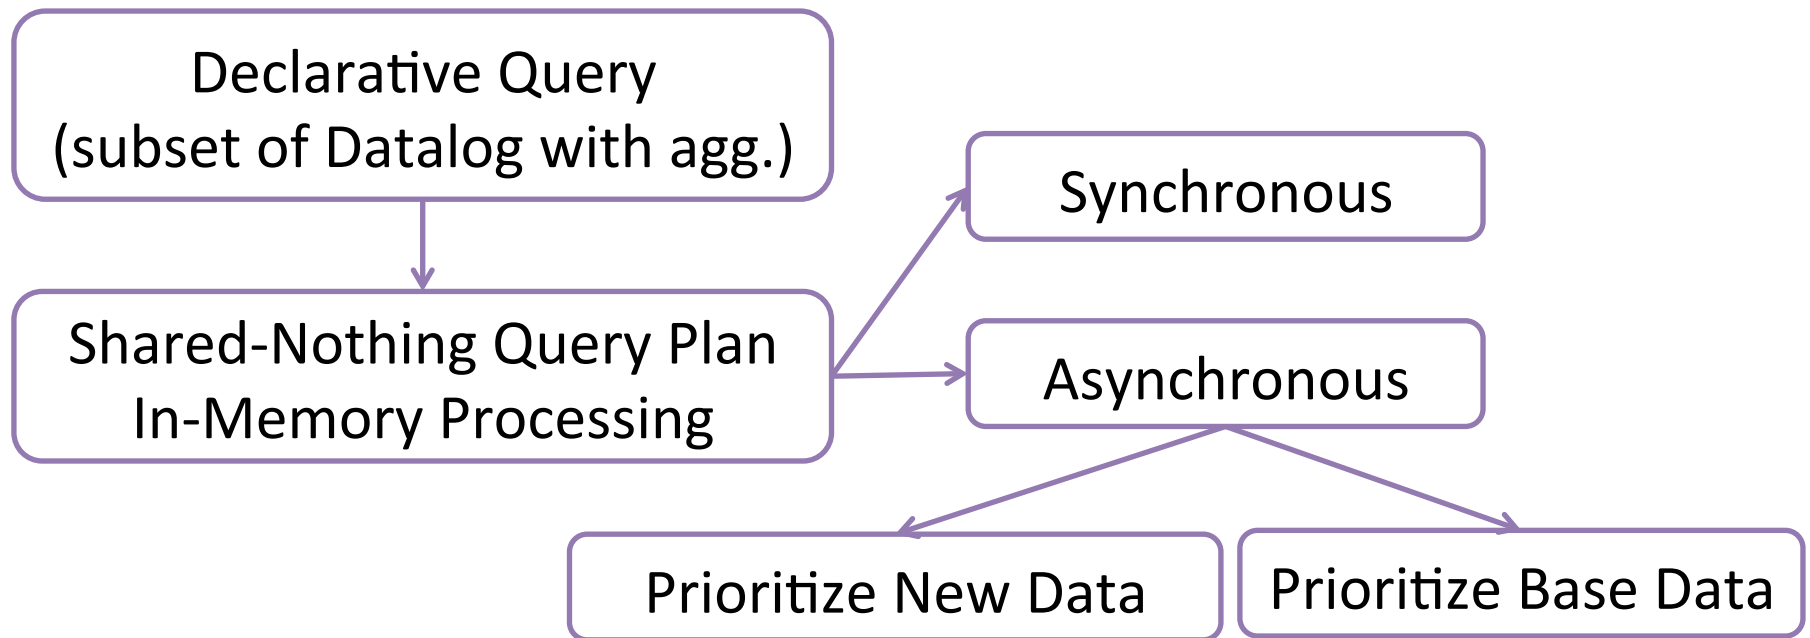 Declarative Query
(subset of Datalog with agg.)
Synchronous
Shared-Nothing Query Plan
In-Memory Processing
Asynchronous
Prioritize New Data
Prioritize Base Data